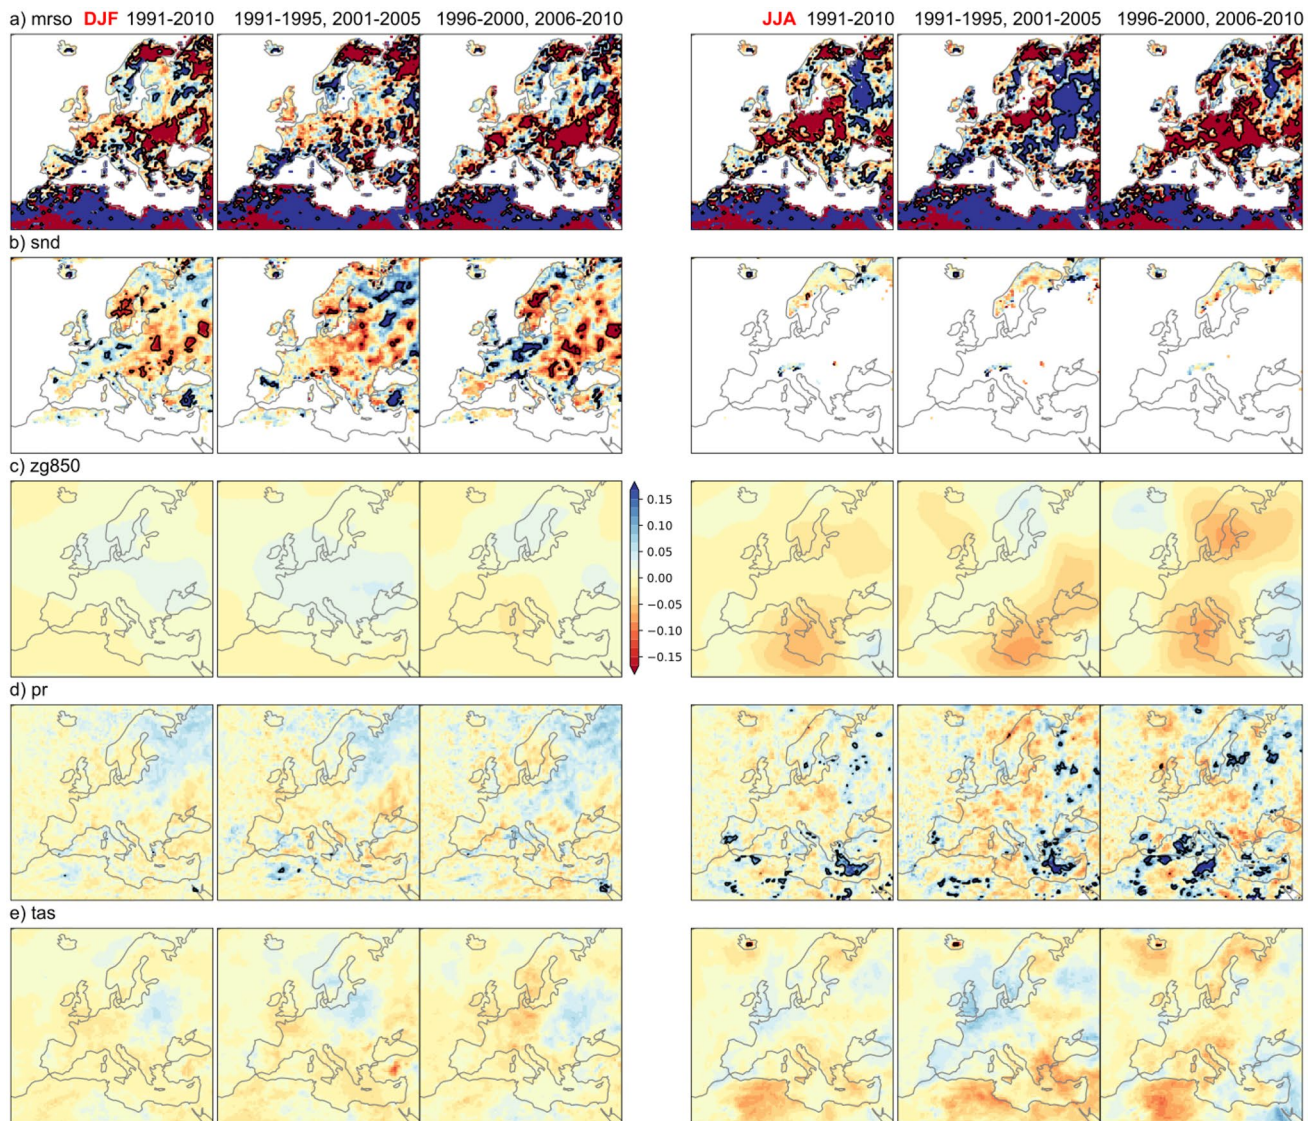 a) mrso DJF 1991-2010 1991-1995, 2001-2005 1996-2000, 2006-2010 JJA 1991-2010 1991-1995, 2001-2005 1996-2000, 2006-2010
b) snd
c) zg850
0.15
0.10
0.05
0.00
−0.05
−0.10
−0.15
d) pr
e) tas